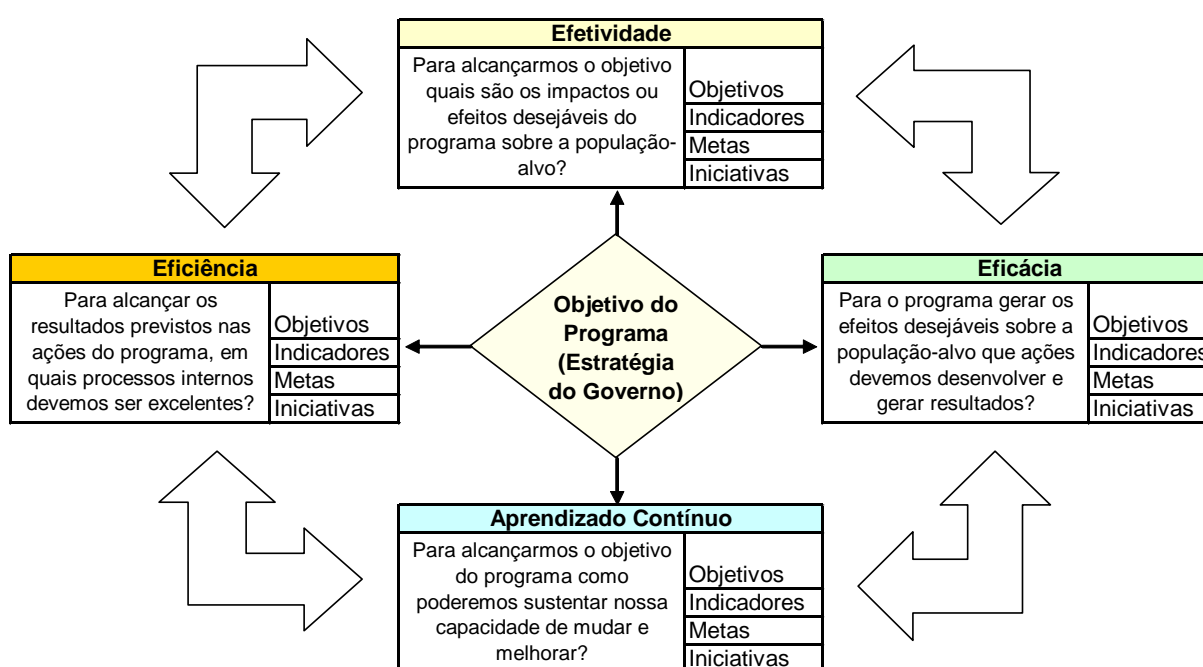 Efetividade
Para alcançarmos o objetivo
quais são os impactos ou
efeitos desejáveis do
programa sobre a população-
alvo?
Objetivos
Indicadores
Metas
Iniciativas
Eficiência
Para alcançar os
resultados previstos nas
ações do programa, em
quais processos internos
devemos ser excelentes?
Objetivos
Indicadores
Metas
Iniciativas
Objetivo do
Programa
(Estratégia
do Governo)
Eficácia
Para o programa gerar os
efeitos desejáveis sobre a
população-alvo que ações
devemos desenvolver e
gerar resultados?
Objetivos
Indicadores
Metas
Iniciativas
Aprendizado Contínuo
Para alcançarmos o objetivo
do programa como
poderemos sustentar nossa
capacidade de mudar e
melhorar?
Objetivos
Indicadores
Metas
Iniciativas